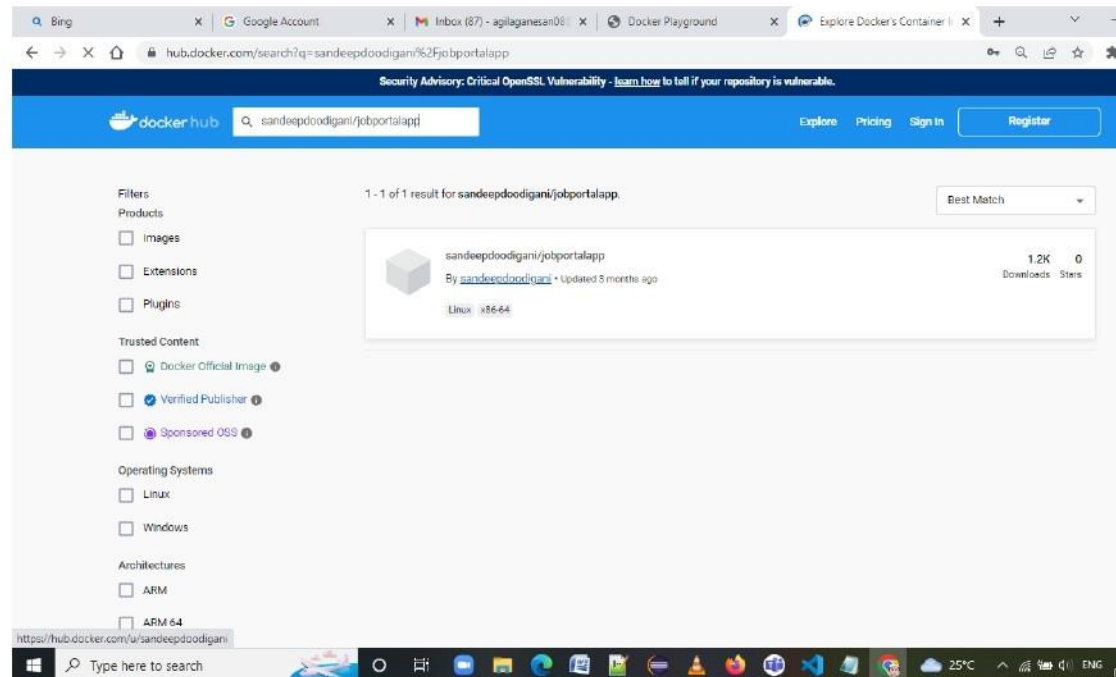 Bing
Google Account
Inbox (87) - agilaganesan08
Docker Playground
Explore Docker's Container I
hub.docker.com/search?q=sandeepdoodigani%2Fjobportalapp
Security Advisory: Critical OpenSSL Vulnerability - learn how to tell if your repository is vulnerable.
docker hub
sandeepdoodigani/jobportalapp
Explore Pricing Sign In Register
Filters
Products
Images
Extensions
Plugins
Trusted Content
Docker Official Image
Verified Publisher
Sponsored OSS
Operating Systems
Linux
Windows
Architectures
ARM
ARM 64
1 - 1 of 1 result for sandeepdoodigani/jobportalapp.
Best Match
sandeepdoodigani/jobportalapp
By sandeepdoodigani • Updated 3 months ago
Linux x86-64
1.2K 0
Downloads Stars
https://hub.docker.com/u/sandeepdoodigani
Type here to search
25°C ENG